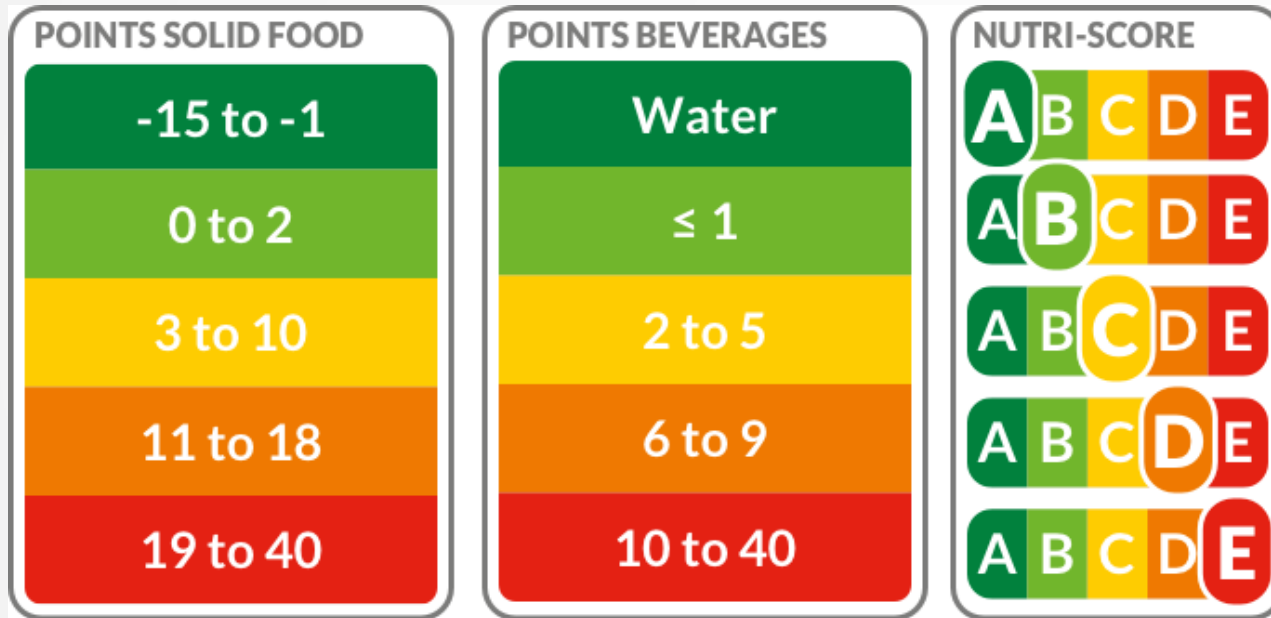 POINTS SOLID FOOD
-15 to -1
0 to 2
3 to 10
11 to 18
19 to 40
POINTS BEVERAGES
Water
≤ 1
2 to 5
6 to 9
10 to 40
NUTRI-SCORE
A B C D E
A B C D E
A B C D E
A B C D E
A B C D E